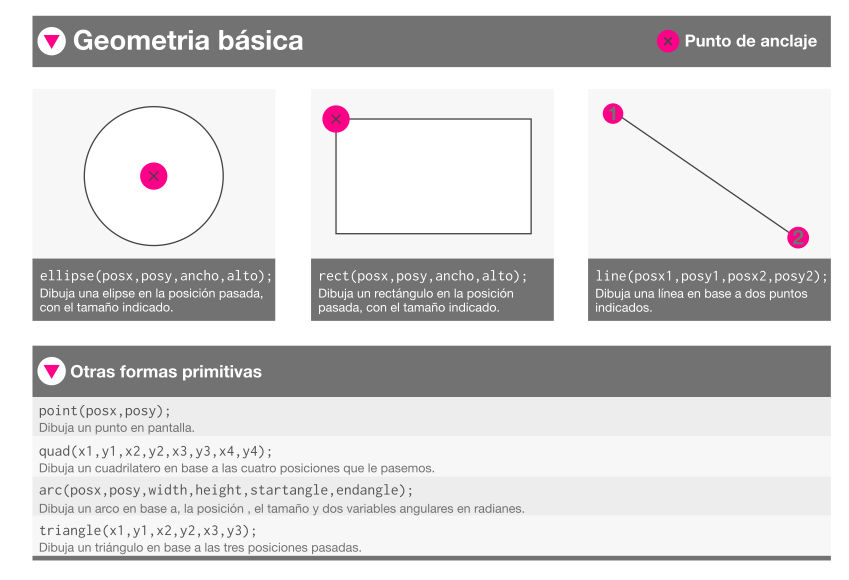 Geometria básica
Punto de anclaje
1
2
ellipse(posx,posy,ancho,alto);
Dibuja una elipse en la posición pasada,
con el tamaño indicado.
rect(posx,posy,ancho,alto);
Dibuja un rectángulo en la posición
pasada, con el tamaño indicado.
line(posx1,posy1,posx2,posy2);
Dibuja una línea en base a dos puntos
indicados.
Otras formas primitivas
point(posx,posy);
Dibuja un punto en pantalla.
quad(x1,y1,x2,y2,x3,y3,x4,y4);
Dibuja un cuadrilatero en base a las cuatro posiciones que le pasemos.
arc(posx,posy,width,height,startangle,endangle);
Dibuja un arco en base a, la posición , el tamaño y dos variables angulares en radianes.
triangle(x1,y1,x2,y2,x3,y3);
Dibuja un triángulo en base a las tres posiciones pasadas.